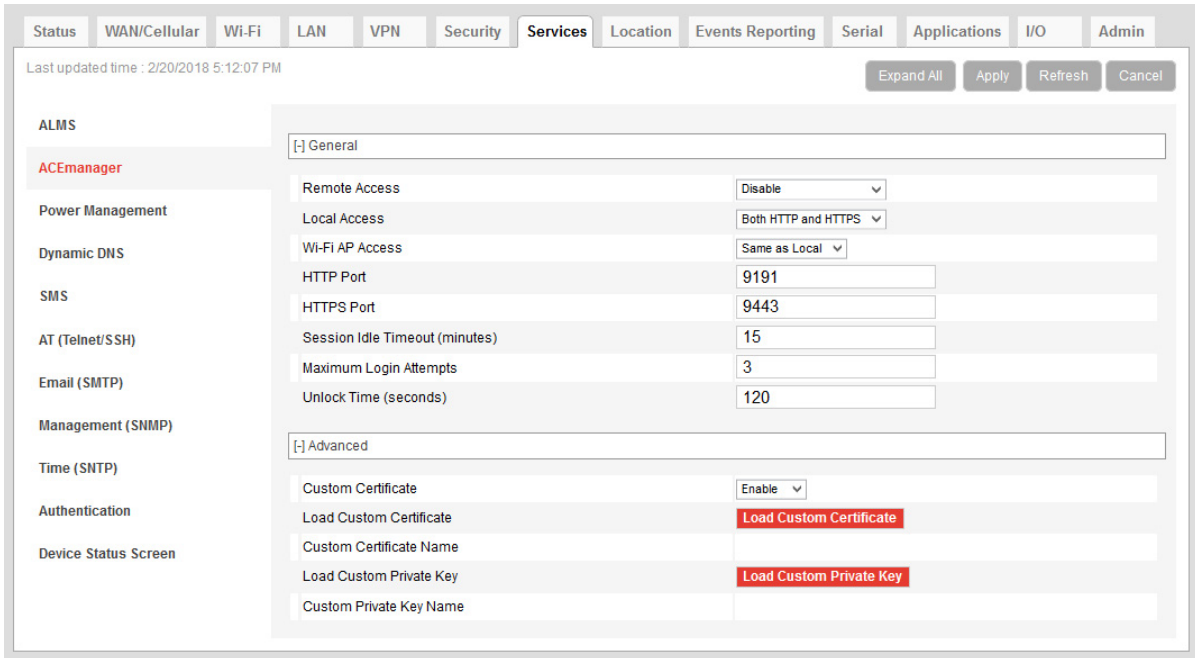 Status WAN/Cellular Wi-Fi LAN VPN Security Services Location Events Reporting Serial Applications I/O Admin
Last updated time : 2/20/2018 5:12:07 PM
Expand All Apply Refresh Cancel
ALMS
ACEmanager
Power Management
Dynamic DNS
SMS
AT (Telnet/SSH)
Email (SMTP)
Management (SNMP)
Time (SNTP)
Authentication
Device Status Screen
[-] General
Remote Access Disable
Local Access Both HTTP and HTTPS
Wi-Fi AP Access Same as Local
HTTP Port 9191
HTTPS Port 9443
Session Idle Timeout (minutes) 15
Maximum Login Attempts 3
Unlock Time (seconds) 120
[-] Advanced
Custom Certificate Enable
Load Custom Certificate Load Custom Certificate
Custom Certificate Name
Load Custom Private Key Load Custom Private Key
Custom Private Key Name